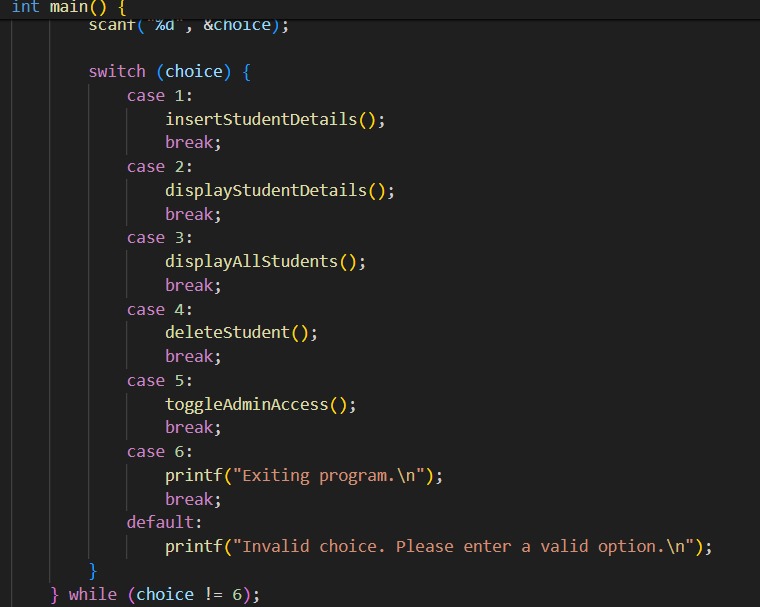 int main() {
        scanf("%d", &choice);
        switch (choice) {
            case 1:
                insertStudentDetails();
                break;
            case 2:
                displayStudentDetails();
                break;
            case 3:
                displayAllStudents();
                break;
            case 4:
                deleteStudent();
                break;
            case 5:
                toggleAdminAccess();
                break;
            case 6:
                printf("Exiting program.\n");
                break;
            default:
                printf("Invalid choice. Please enter a valid option.\n");
        }
    } while (choice != 6);